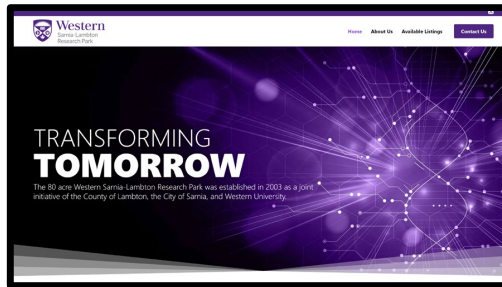 Western
Sarnia-Lambton
Research Park
Home About Us Available Listings Contact Us
TRANSFORMING
TOMORROW
The 80 acre Western Sarnia-Lambton Research Park was established in 2003 as a joint
initiative of the County of Lambton, the City of Sarnia, and Western University.